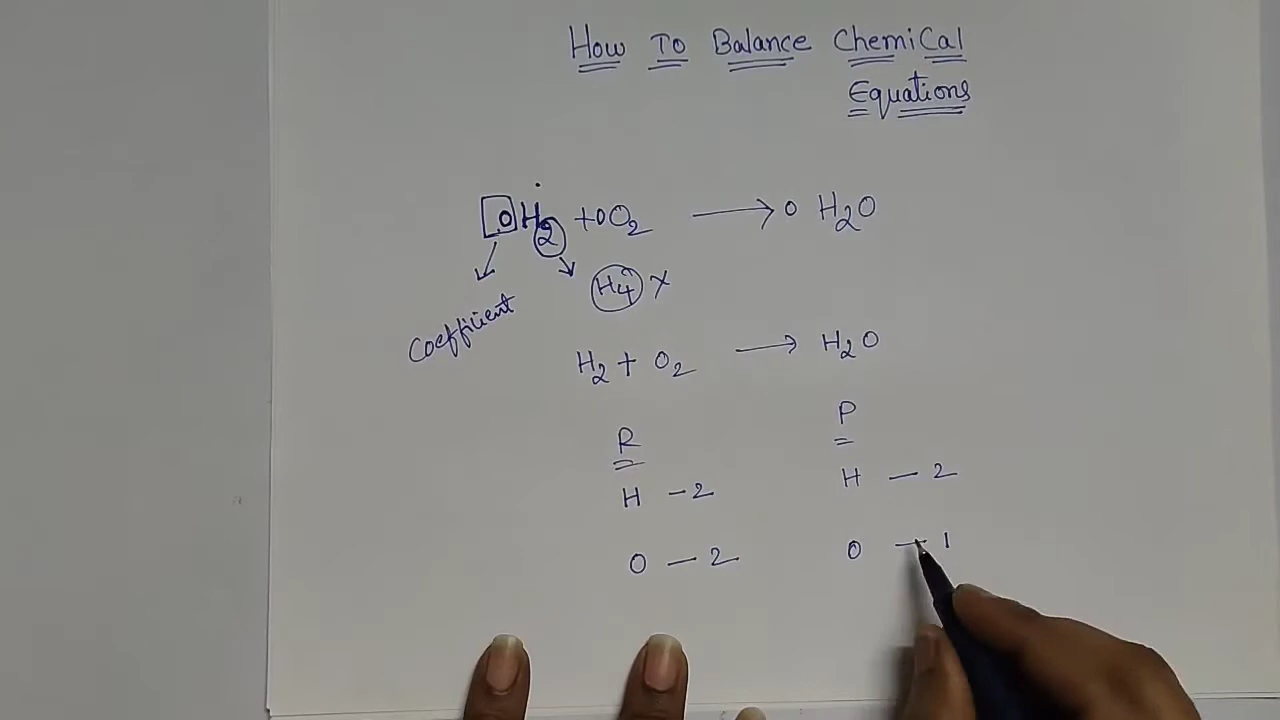 How To Balance Chemical
Equations
0 H2 + 0 O2 → 0 H2O
H4 X
Coefficient
H2 + O2 → H2O
R P
H - 2 H - 2
O - 2 O - 1